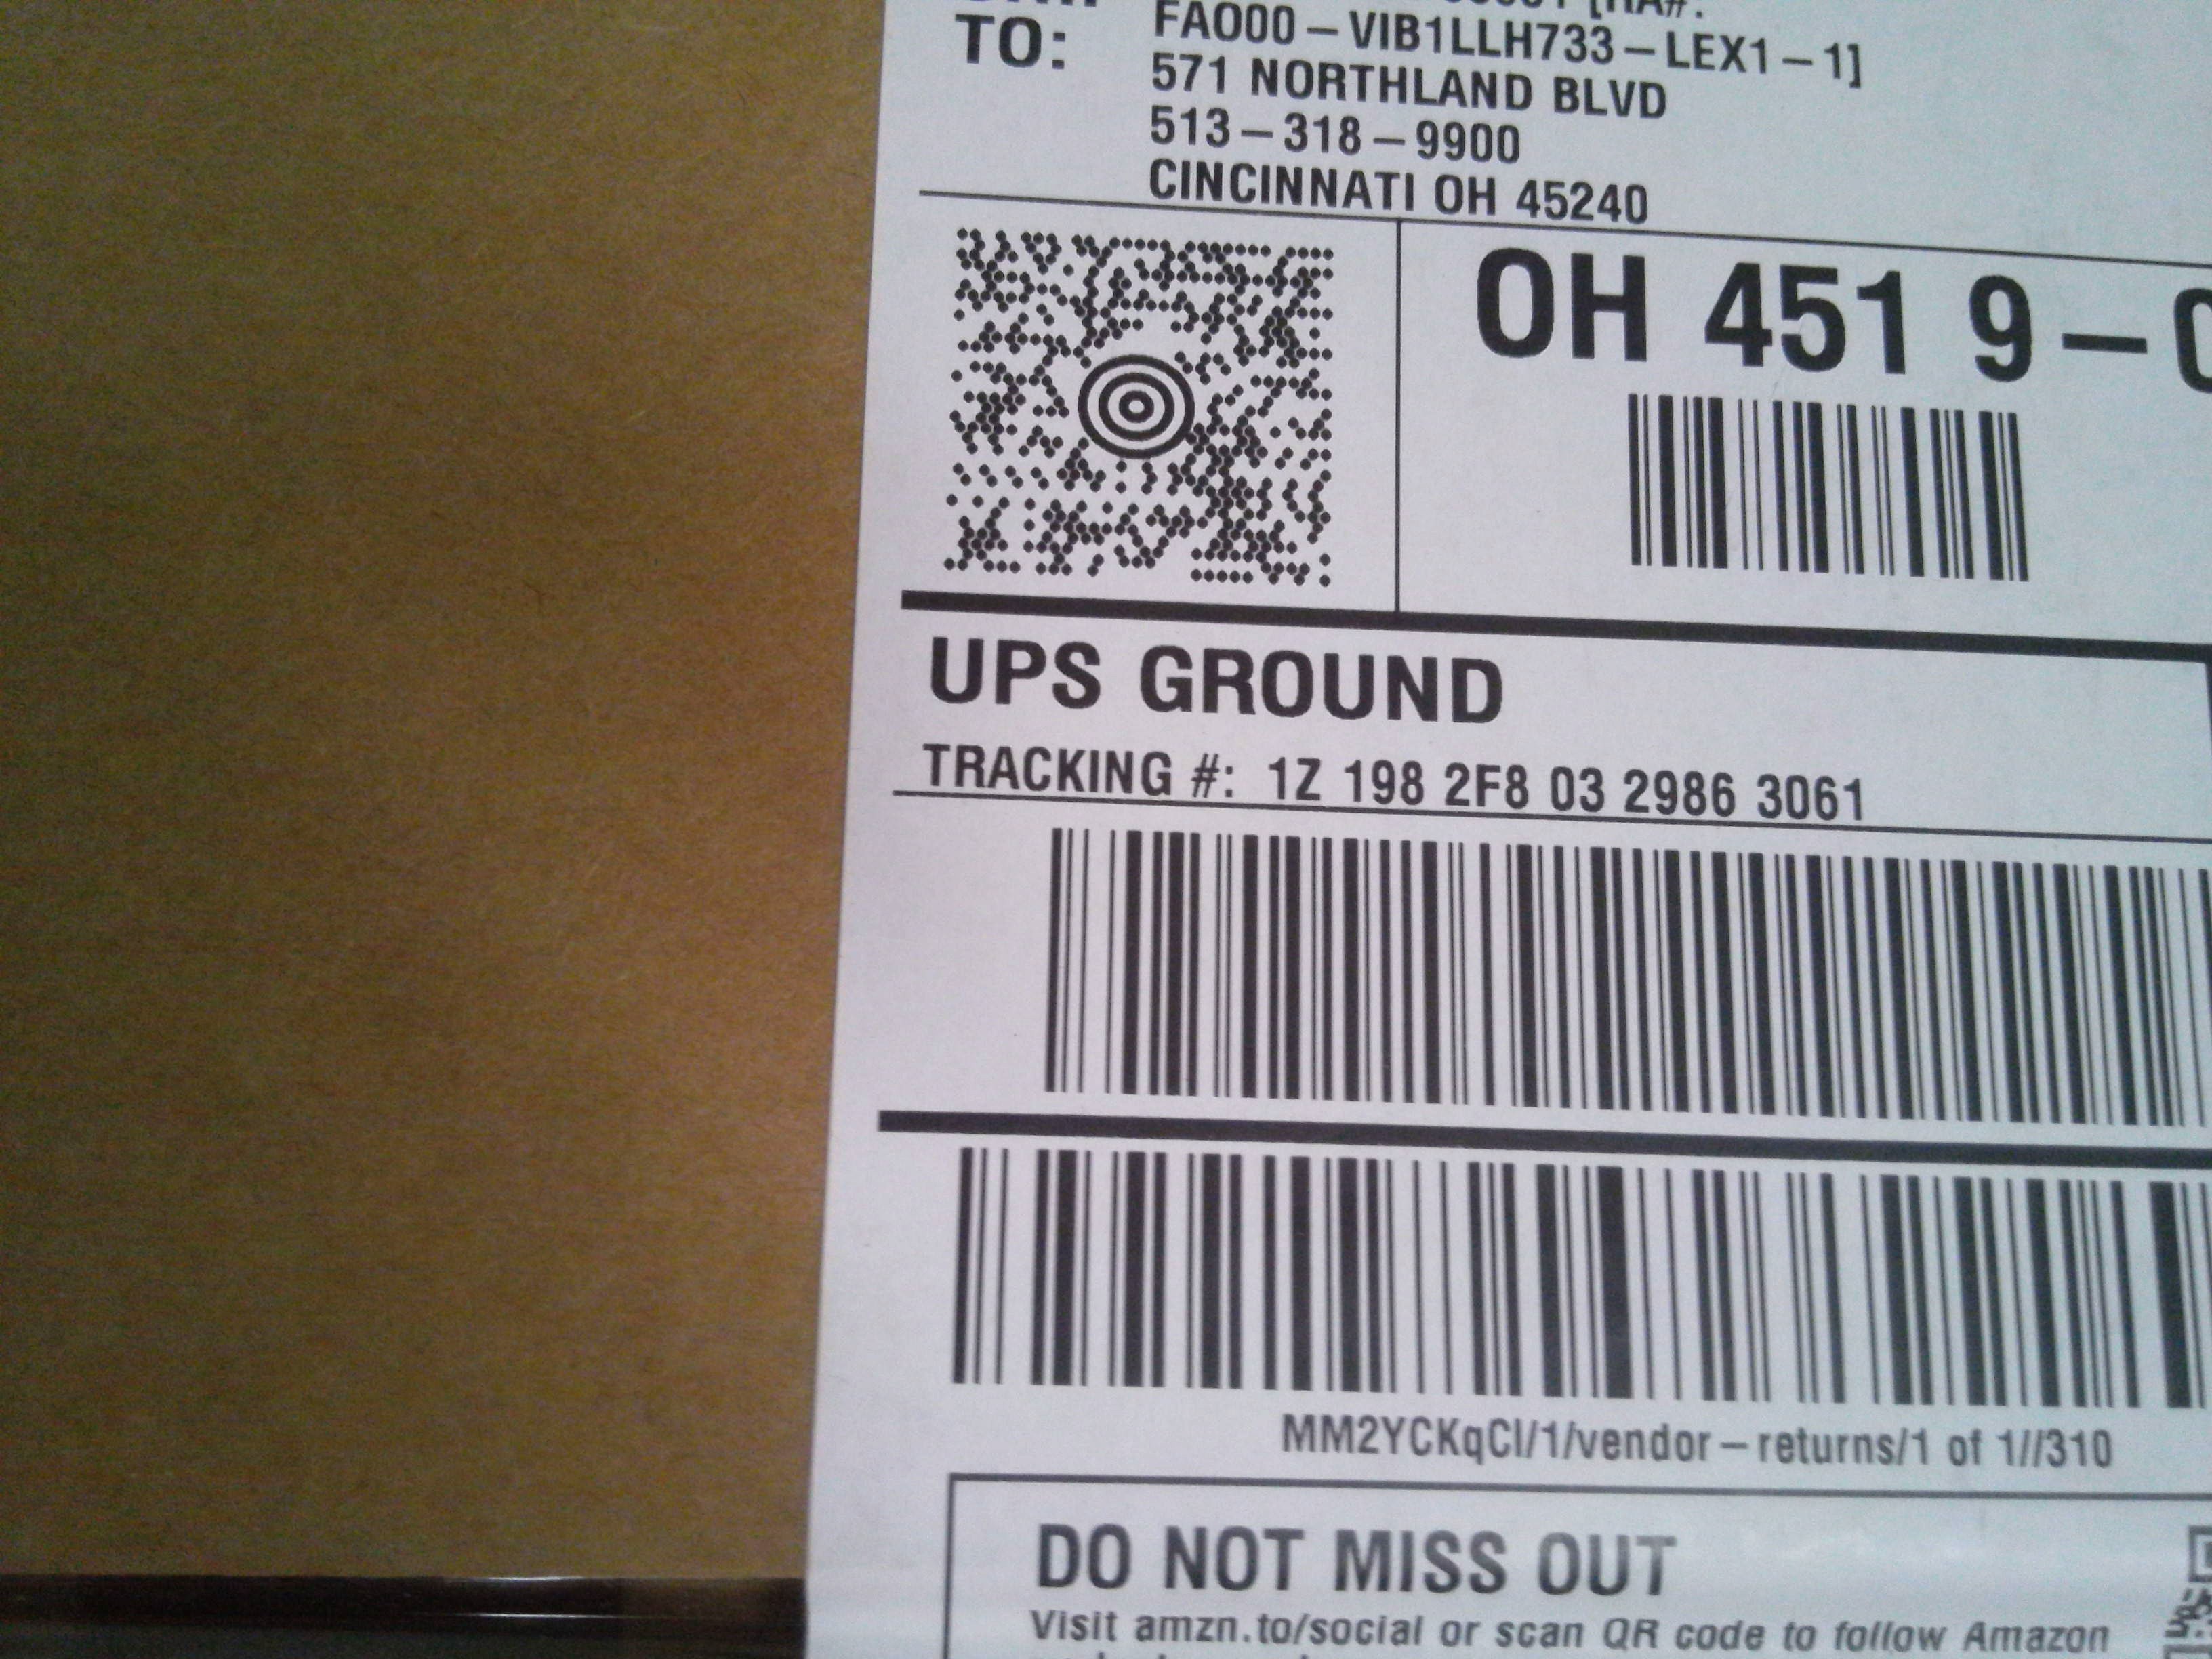 TO:
FAO00-VIB1LLH733-LEX1-1]
571 NORTHLAND BLVD
513-318-9900
CINCINNATI OH 45240
OH 451 9-
UPS GROUND
TRACKING #: 1Z 198 2F8 03 2986 3061
MM2YCKqCl/1/vendor-returns/1 of 1//310
DO NOT MISS OUT
Visit amzn.to/social or scan QR code to follow Amazon